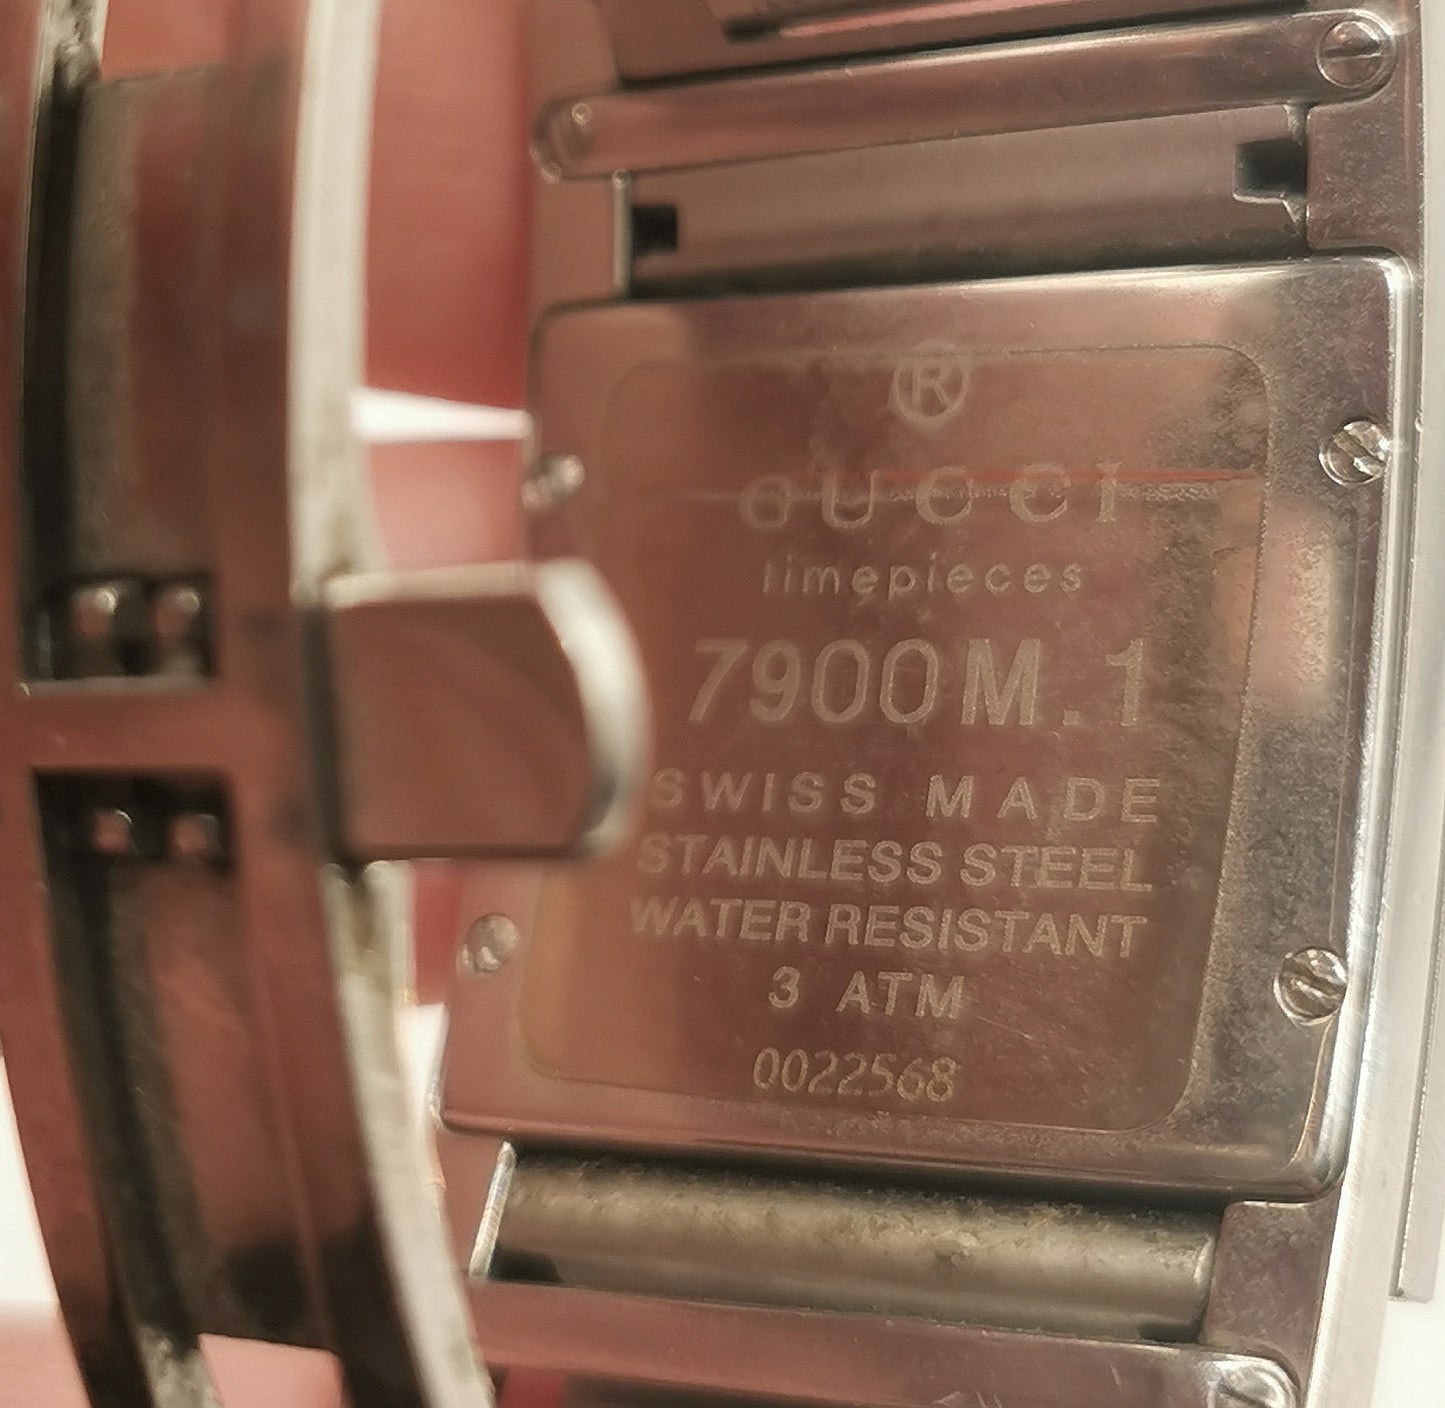 ®
GUCCI
timepieces
7900M.1
SWISS MADE
STAINLESS STEEL
WATER RESISTANT
3 ATM
0022568